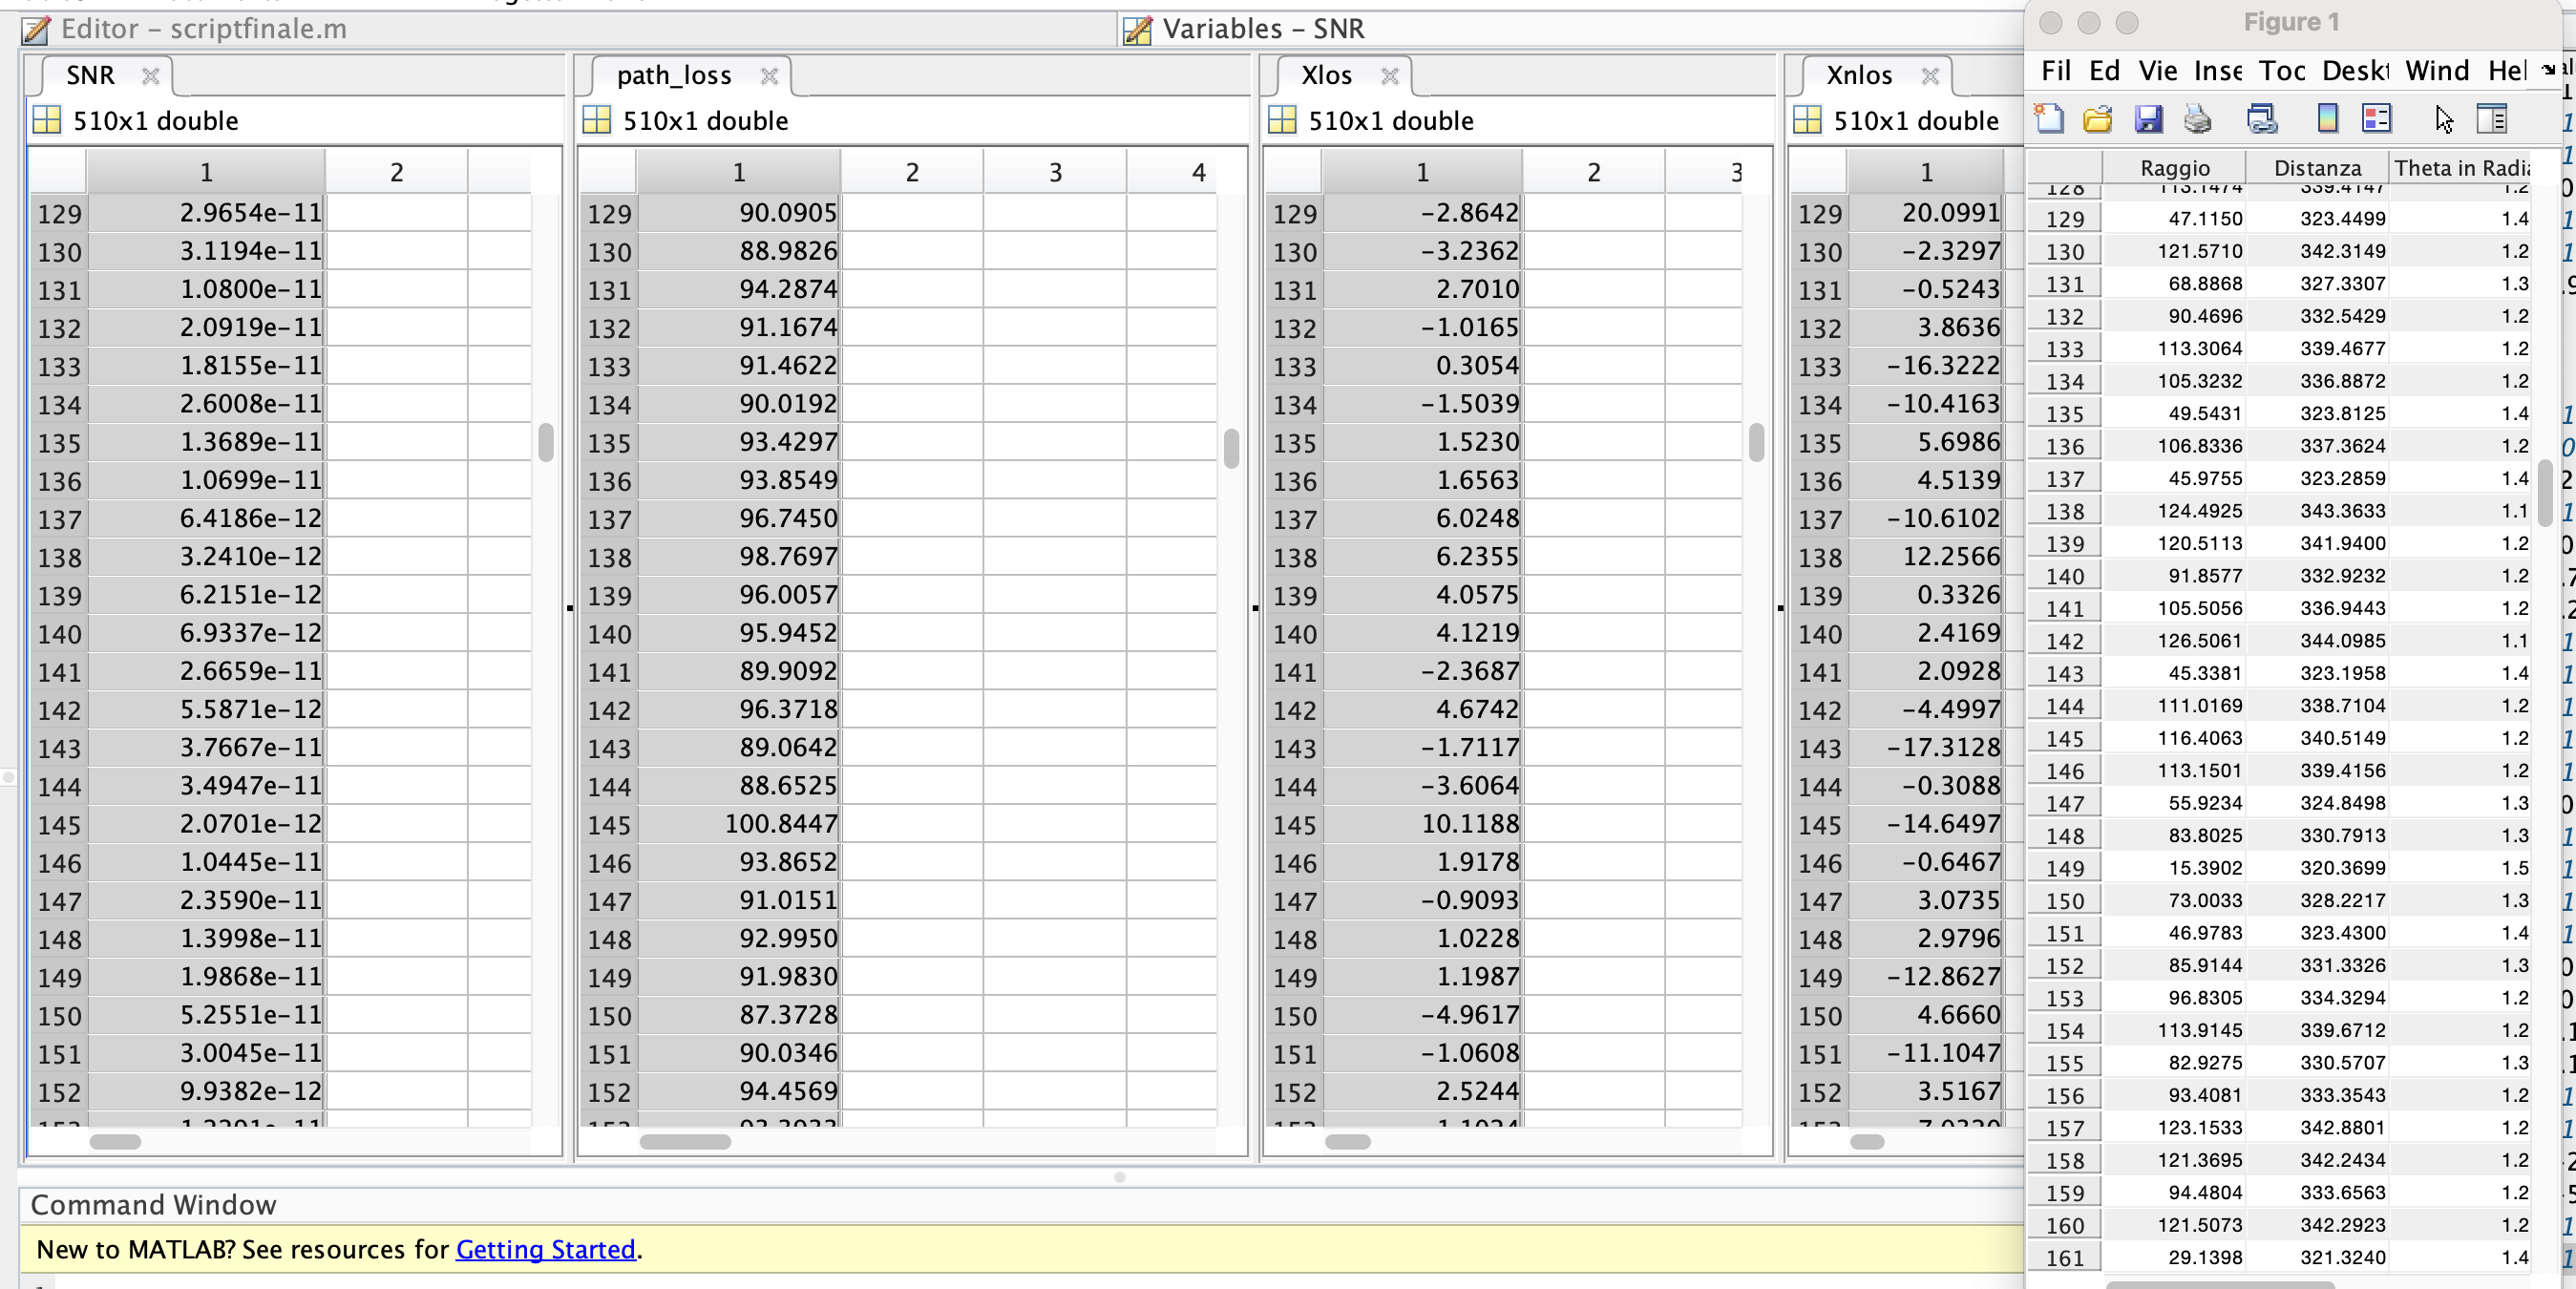 Editor – scriptfinale.m
Variables – SNR
SNR
path_loss
Xlos
Xnlos
510x1 double
510x1 double
510x1 double
510x1 double
1 2
1 2 3 4
1 2 3
1
129 2.9654e-11 129 90.0905 129 -2.8642 129 20.0991
130 3.1194e-11 130 88.9826 130 -3.2362 130 -2.3297
131 1.0800e-11 131 94.2874 131 2.7010 131 -0.5243
132 2.0919e-11 132 91.1674 132 -1.0165 132 3.8636
133 1.8155e-11 133 91.4622 133 0.3054 133 -16.3222
134 2.6008e-11 134 90.0192 134 -1.5039 134 -10.4163
135 1.3689e-11 135 93.4297 135 1.5230 135 5.6986
136 1.0699e-11 136 93.8549 136 1.6563 136 4.5139
137 6.4186e-12 137 96.7450 137 6.0248 137 -10.6102
138 3.2410e-12 138 98.7697 138 6.2355 138 12.2566
139 6.2151e-12 139 96.0057 139 4.0575 139 0.3326
140 6.9337e-12 140 95.9452 140 4.1219 140 2.4169
141 2.6659e-11 141 89.9092 141 -2.3687 141 2.0928
142 5.5871e-12 142 96.3718 142 4.6742 142 -4.4997
143 3.7667e-11 143 89.0642 143 -1.7117 143 -17.3128
144 3.4947e-11 144 88.6525 144 -3.6064 144 -0.3088
145 2.0701e-12 145 100.8447 145 10.1188 145 -14.6497
146 1.0445e-11 146 93.8652 146 1.9178 146 -0.6467
147 2.3590e-11 147 91.0151 147 -0.9093 147 3.0735
148 1.3998e-11 148 92.9950 148 1.0228 148 2.9796
149 1.9868e-11 149 91.9830 149 1.1987 149 -12.8627
150 5.2551e-11 150 87.3728 150 -4.9617 150 4.6660
151 3.0045e-11 151 90.0346 151 -1.0608 151 -11.1047
152 9.9382e-12 152 94.4569 152 2.5244 152 3.5167
Command Window
New to MATLAB? See resources for Getting Started.
Figure 1
Fil Ed Vie Inse Toc Deskt Wind Hel
Raggio Distanza Theta in Radia
128 113.1474 339.4147 1.2
129 47.1150 323.4499 1.4
130 121.5710 342.3149 1.2
131 68.8868 327.3307 1.3
132 90.4696 332.5429 1.2
133 113.3064 339.4677 1.2
134 105.3232 336.8872 1.2
135 49.5431 323.8125 1.4
136 106.8336 337.3624 1.2
137 45.9755 323.2859 1.4
138 124.4925 343.3633 1.1
139 120.5113 341.9400 1.2
140 91.8577 332.9232 1.2
141 105.5056 336.9443 1.2
142 126.5061 344.0985 1.1
143 45.3381 323.1958 1.4
144 111.0169 338.7104 1.2
145 116.4063 340.5149 1.2
146 113.1501 339.4156 1.2
147 55.9234 324.8498 1.3
148 83.8025 330.7913 1.3
149 15.3902 320.3699 1.5
150 73.0033 328.2217 1.3
151 46.9783 323.4300 1.4
152 85.9144 331.3326 1.3
153 96.8305 334.3294 1.2
154 113.9145 339.6712 1.2
155 82.9275 330.5707 1.3
156 93.4081 333.3543 1.2
157 123.1533 342.8801 1.2
158 121.3695 342.2434 1.2
159 94.4804 333.6563 1.2
160 121.5073 342.2923 1.2
161 29.1398 321.3240 1.4